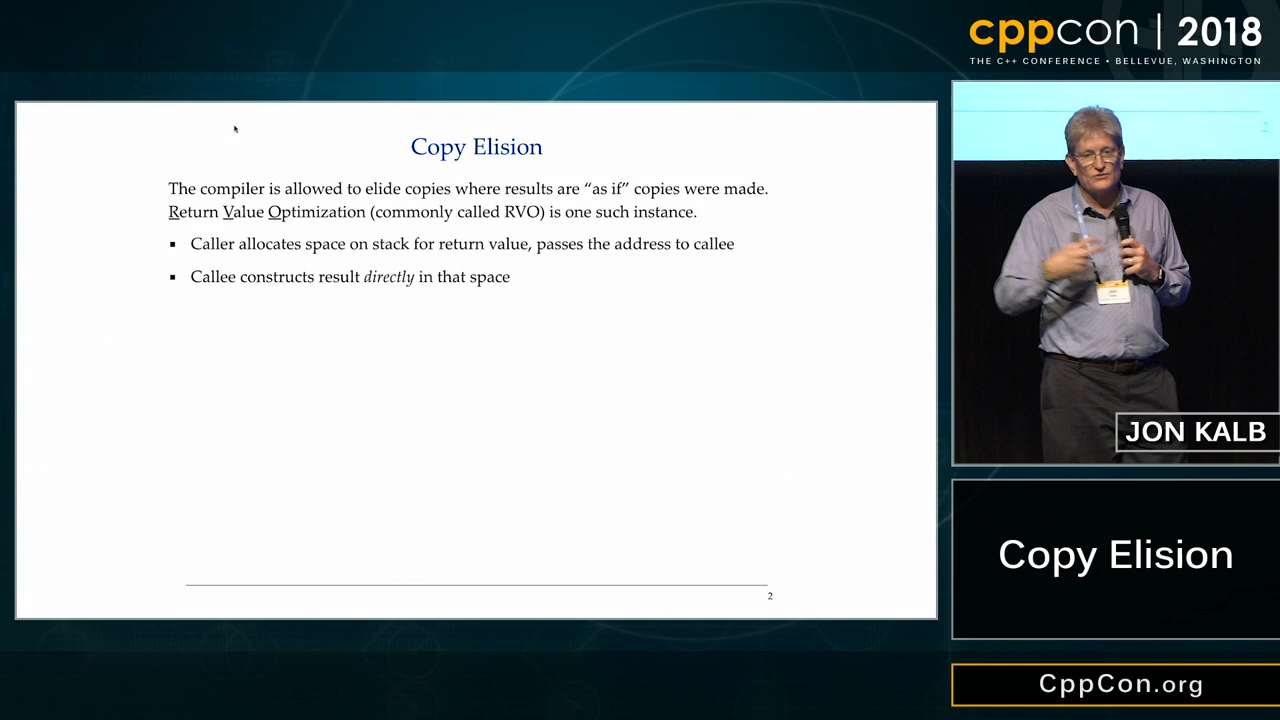 cppcon | 2018
THE C++ CONFERENCE • BELLEVUE, WASHINGTON
Copy Elision
The compiler is allowed to elide copies where results are “as if” copies were made.
Return Value Optimization (commonly called RVO) is one such instance.
▪ Caller allocates space on stack for return value, passes the address to callee
▪ Callee constructs result directly in that space
2
JON KALB
Copy Elision
CppCon.org